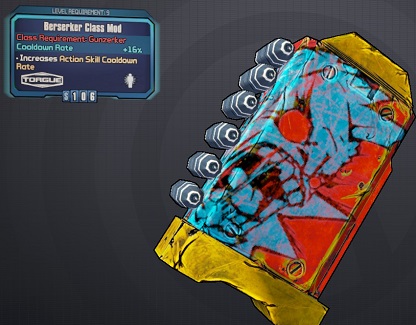 LEVEL REQUIREMENT: 5
Berserker Class Mod
Class Requirement: Gunzerker
Cooldown Rate +16%
• Increases Action Skill Cooldown
Rate
TORGUE
$ 106